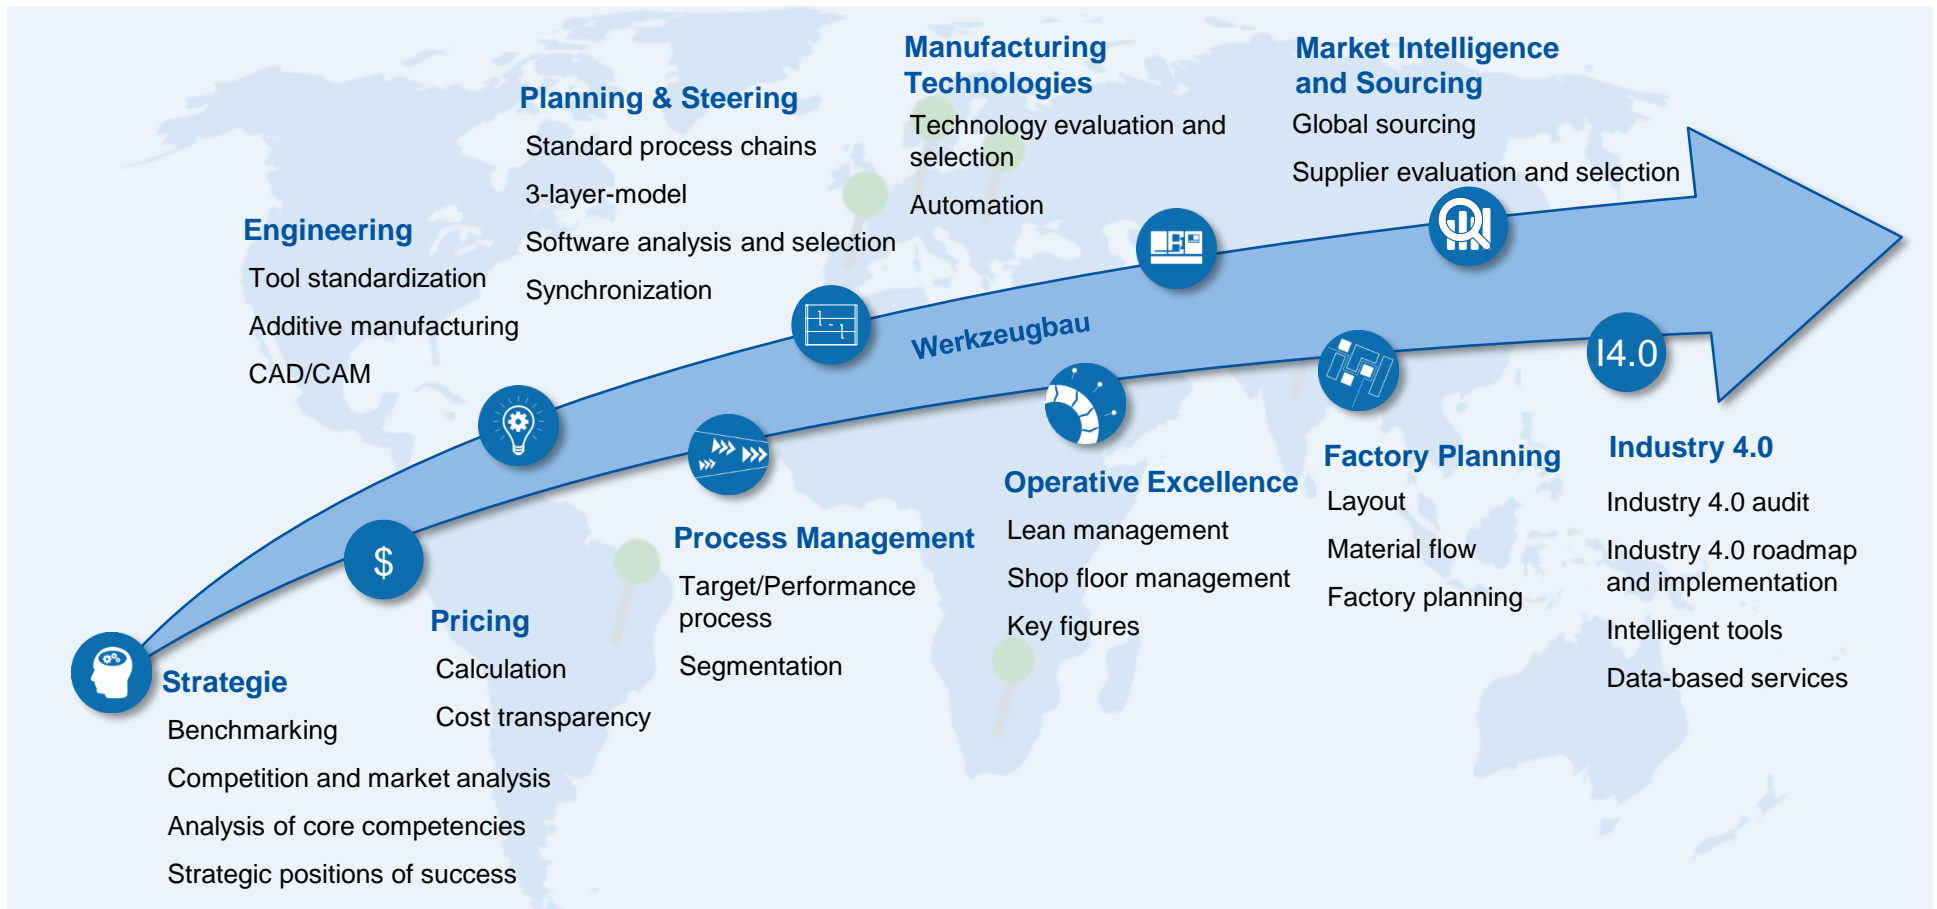 Manufacturing
Technologies
Technology evaluation and
selection
Automation
Market Intelligence
and Sourcing
Global sourcing
Supplier evaluation and selection
Planning & Steering
Standard process chains
3-layer-model
Software analysis and selection
Synchronization
Engineering
Tool standardization
Additive manufacturing
CAD/CAM
Werkzeugbau
I4.0
$
Strategie
Benchmarking
Competition and market analysis
Analysis of core competencies
Strategic positions of success
Pricing
Calculation
Cost transparency
Process Management
Target/Performance
process
Segmentation
Operative Excellence
Lean management
Shop floor management
Key figures
Factory Planning
Layout
Material flow
Factory planning
Industry 4.0
Industry 4.0 audit
Industry 4.0 roadmap
and implementation
Intelligent tools
Data-based services